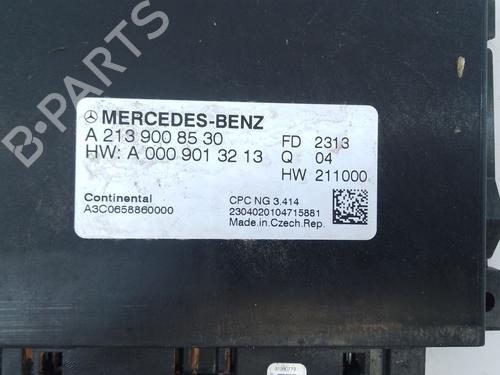 B-PARTS
MERCEDES-BENZ
A 213 900 85 30
HW: A 000 901 32 13
FD 2313
Q 04
HW 211000
Continental
A3C0658860000
CPC NG 3.414
2304020104715881
Made.in.Czech.Rep.